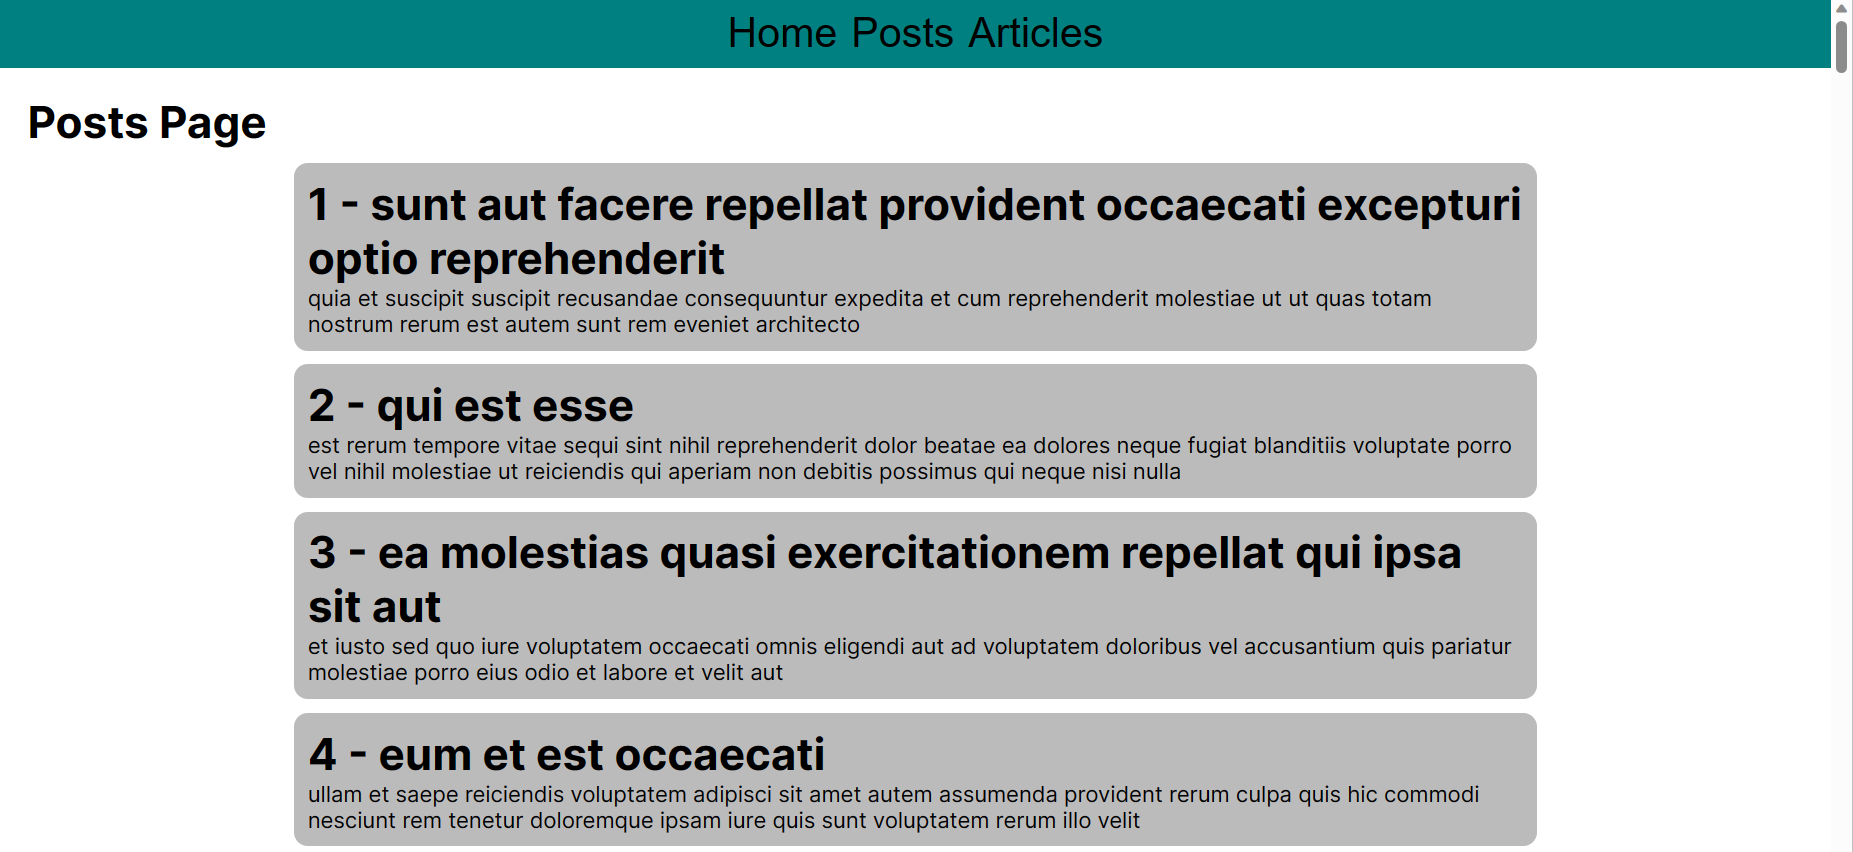 Home Posts Articles
Posts Page
1 - sunt aut facere repellat provident occaecati excepturi
optio reprehenderit
quia et suscipit suscipit recusandae consequuntur expedita et cum reprehenderit molestiae ut ut quas totam
nostrum rerum est autem sunt rem eveniet architecto
2 - qui est esse
est rerum tempore vitae sequi sint nihil reprehenderit dolor beatae ea dolores neque fugiat blanditiis voluptate porro
vel nihil molestiae ut reiciendis qui aperiam non debitis possimus qui neque nisi nulla
3 - ea molestias quasi exercitationem repellat qui ipsa
sit aut
et iusto sed quo iure voluptatem occaecati omnis eligendi aut ad voluptatem doloribus vel accusantium quis pariatur
molestiae porro eius odio et labore et velit aut
4 - eum et est occaecati
ullam et saepe reiciendis voluptatem adipisci sit amet autem assumenda provident rerum culpa quis hic commodi
nesciunt rem tenetur doloremque ipsam iure quis sunt voluptatem rerum illo velit